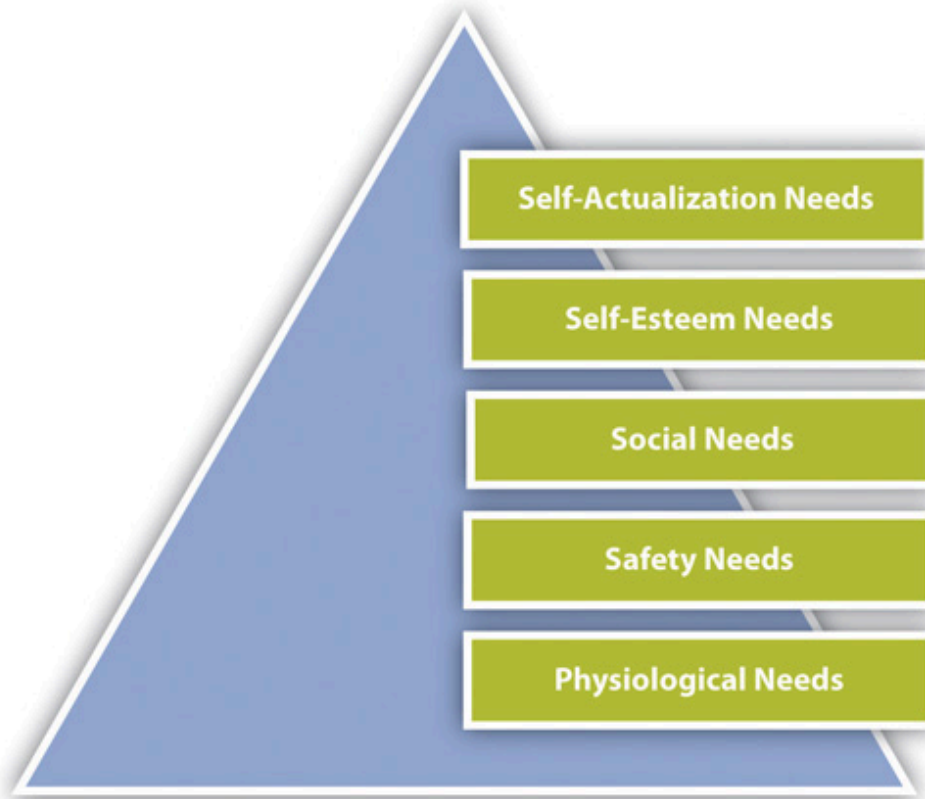 Self-Actualization Needs
Self-Esteem Needs
Social Needs
Safety Needs
Physiological Needs